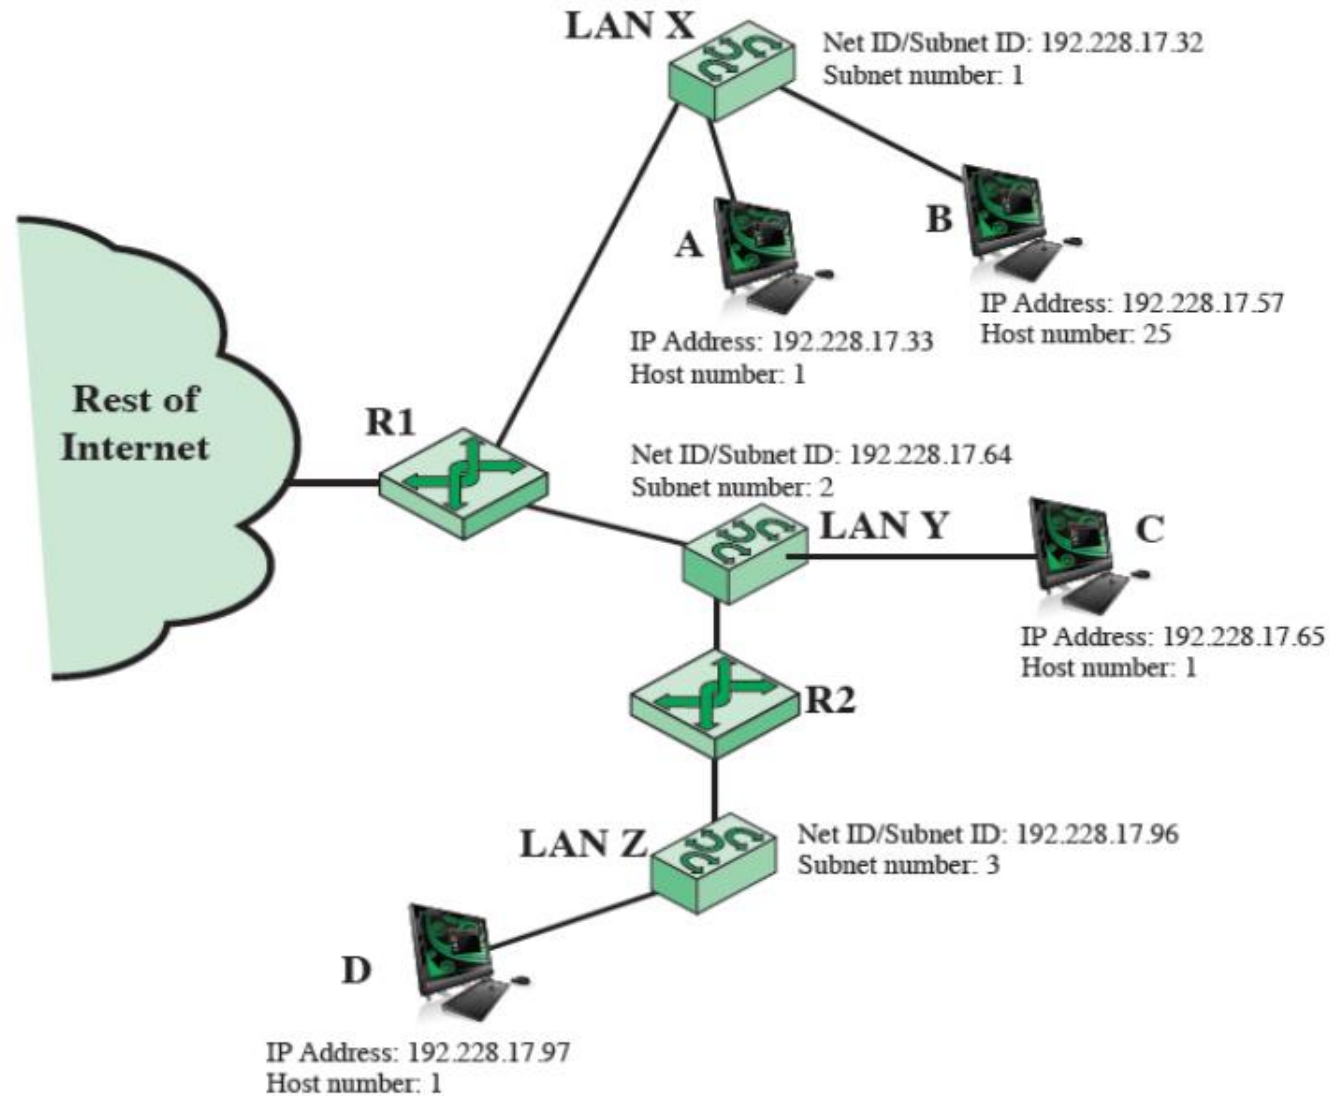 LAN X
Net ID/Subnet ID: 192.228.17.32
Subnet number: 1
A
B
IP Address: 192.228.17.57
Host number: 25
IP Address: 192.228.17.33
Host number: 1
Rest of
Internet
R1
Net ID/Subnet ID: 192.228.17.64
Subnet number: 2
LAN Y
C
IP Address: 192.228.17.65
Host number: 1
R2
LAN Z
Net ID/Subnet ID: 192.228.17.96
Subnet number: 3
D
IP Address: 192.228.17.97
Host number: 1